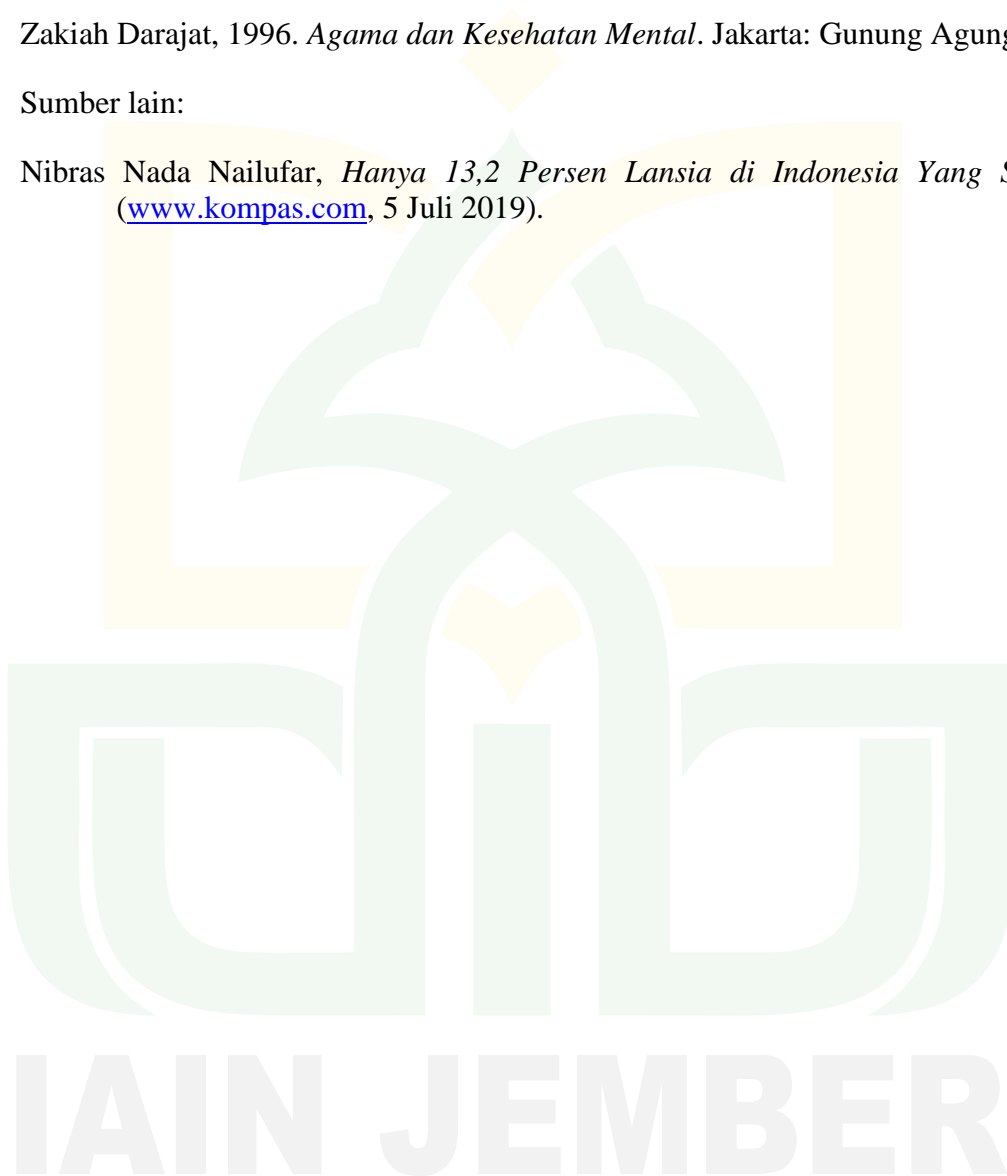 Zakiah Darajat, 1996. Agama dan Kesehatan Mental. Jakarta: Gunung Agung
Sumber lain:
Nibras Nada Nailufar, Hanya 13,2 Persen Lansia di Indonesia Yang
(www.kompas.com, 5 Juli 2019).
IAIN JEMBER